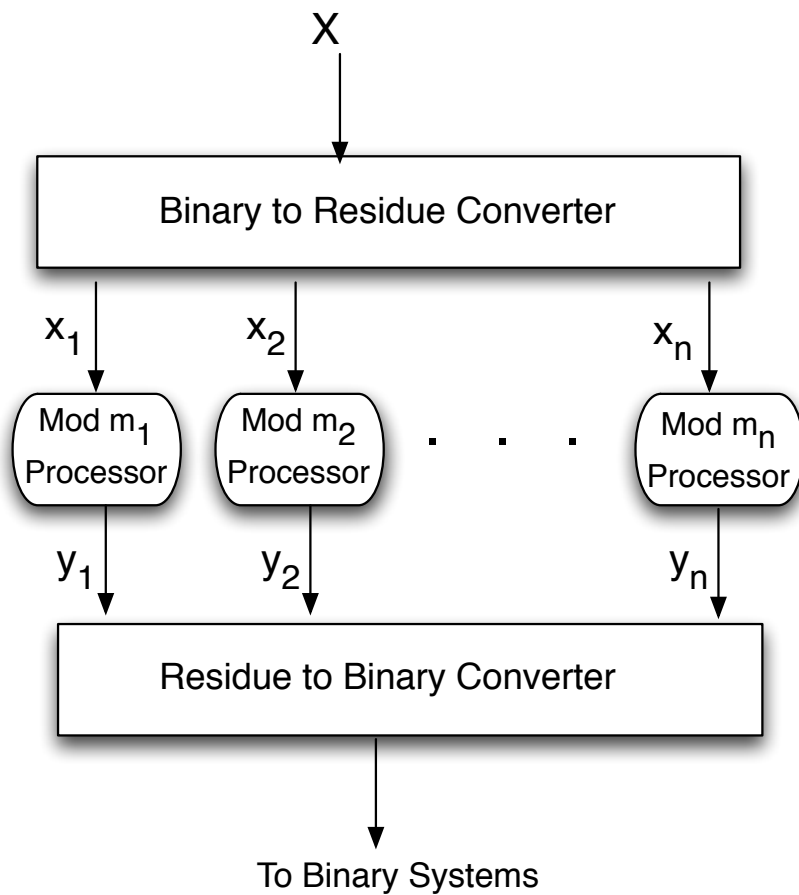 X
Binary to Residue Converter
x₁ x₂ xₙ
Mod m₁ Processor
Mod m₂ Processor
. . .
Mod mₙ Processor
y₁ y₂ yₙ
Residue to Binary Converter
To Binary Systems